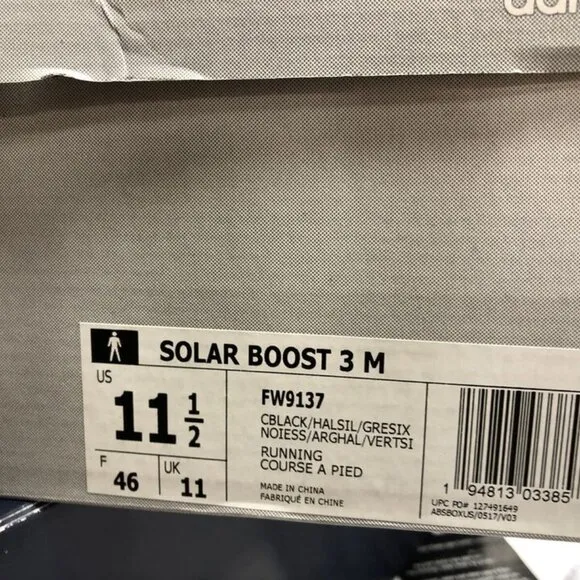 SOLAR BOOST 3 M
US
11 1/2
F
46
UK
11
FW9137
CBLACK/HALSIL/GRESIX
NOIESS/ARGHAL/VERTSI
RUNNING
COURSE A PIED
MADE IN CHINA
FABRIQUÉ EN CHINE
1 94813 03385
UPC PO# 127491649
ABSBOXUS/0517/V03